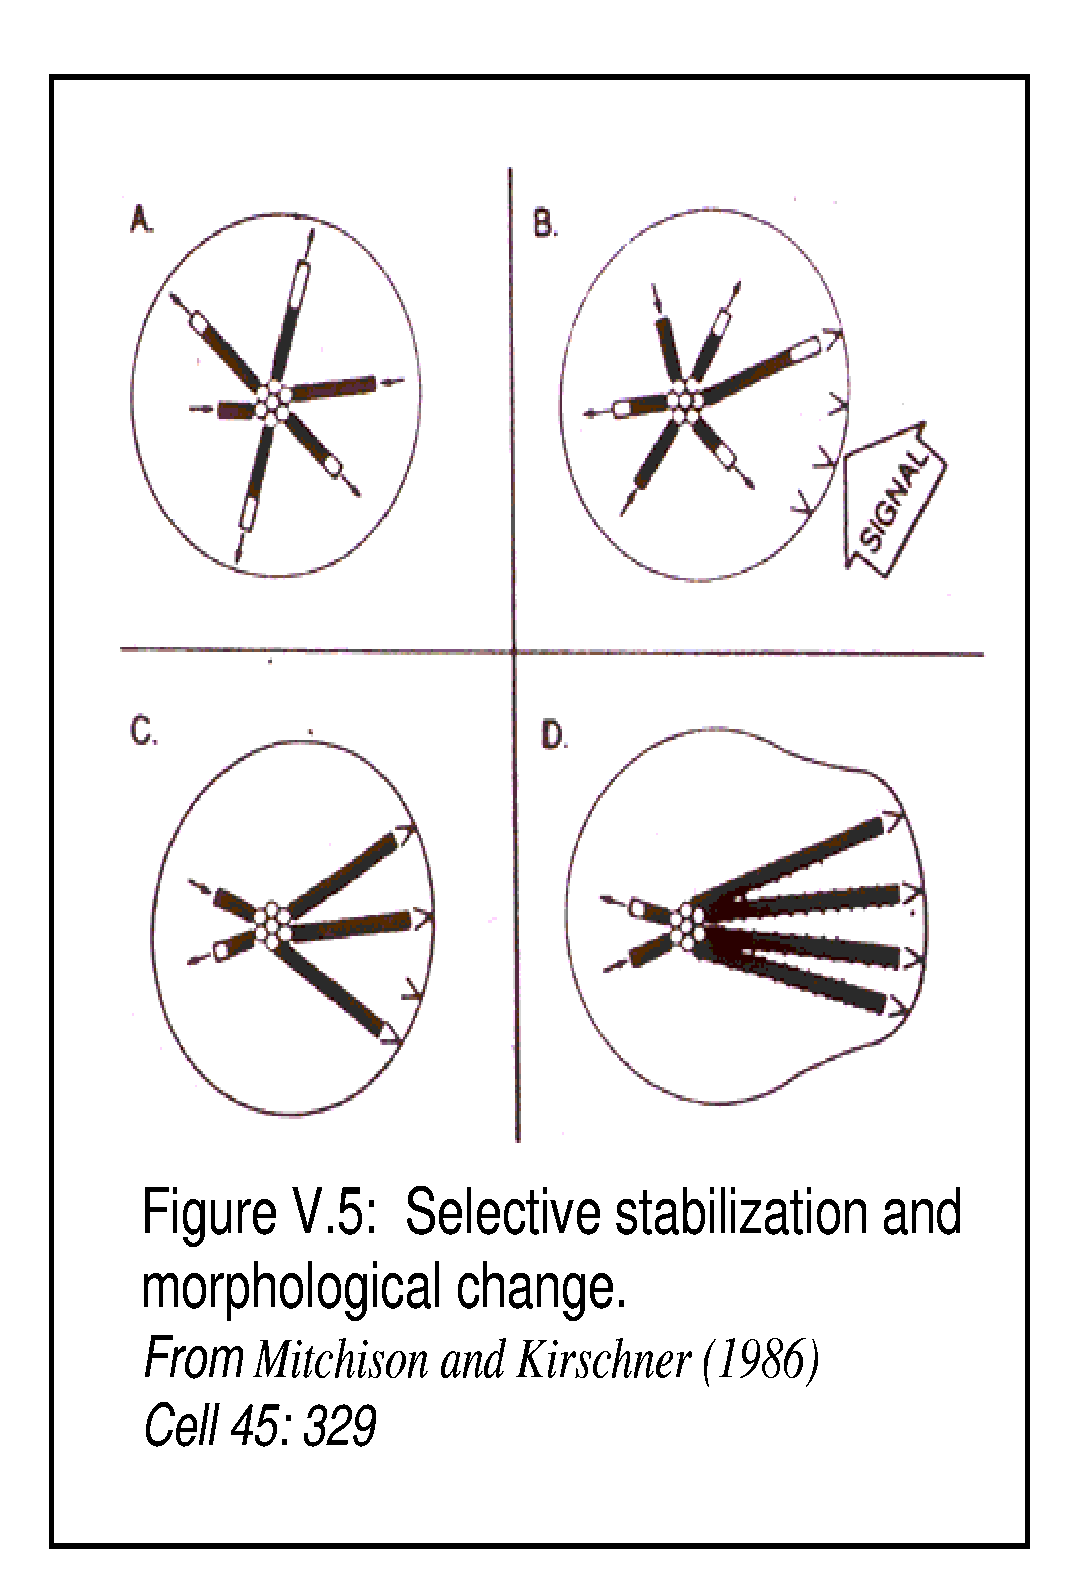 A.
B.
SIGNAL
C.
D.
Figure V.5: Selective stabilization and
morphological change.
From Mitchison and Kirschner (1986)
Cell 45: 329